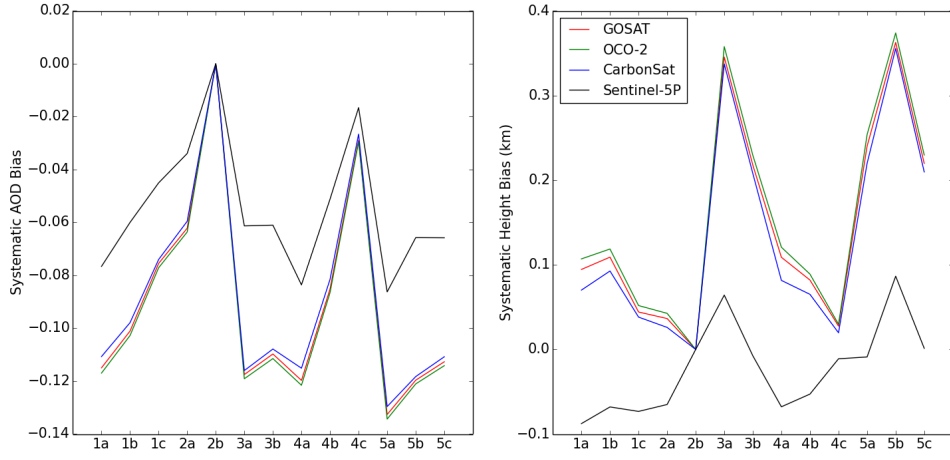 0.02
0.00
−0.02
−0.04
−0.06
−0.08
−0.10
−0.12
−0.14
Systematic AOD Bias
1a 1b 1c 2a 2b 3a 3b 4a 4b 4c 5a 5b 5c
0.4
0.3
0.2
0.1
0.0
−0.1
Systematic Height Bias (km)
GOSAT
OCO-2
CarbonSat
Sentinel-5P
1a 1b 1c 2a 2b 3a 3b 4a 4b 4c 5a 5b 5c